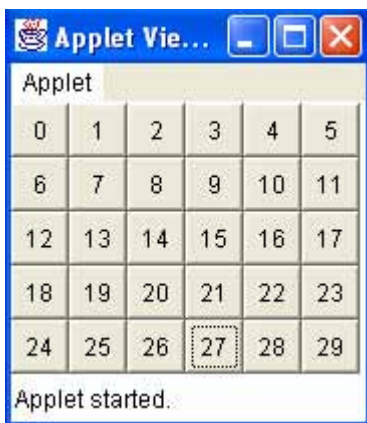 Applet Vie...
Applet
0 1 2 3 4 5
6 7 8 9 10 11
12 13 14 15 16 17
18 19 20 21 22 23
24 25 26 27 28 29
Applet started.